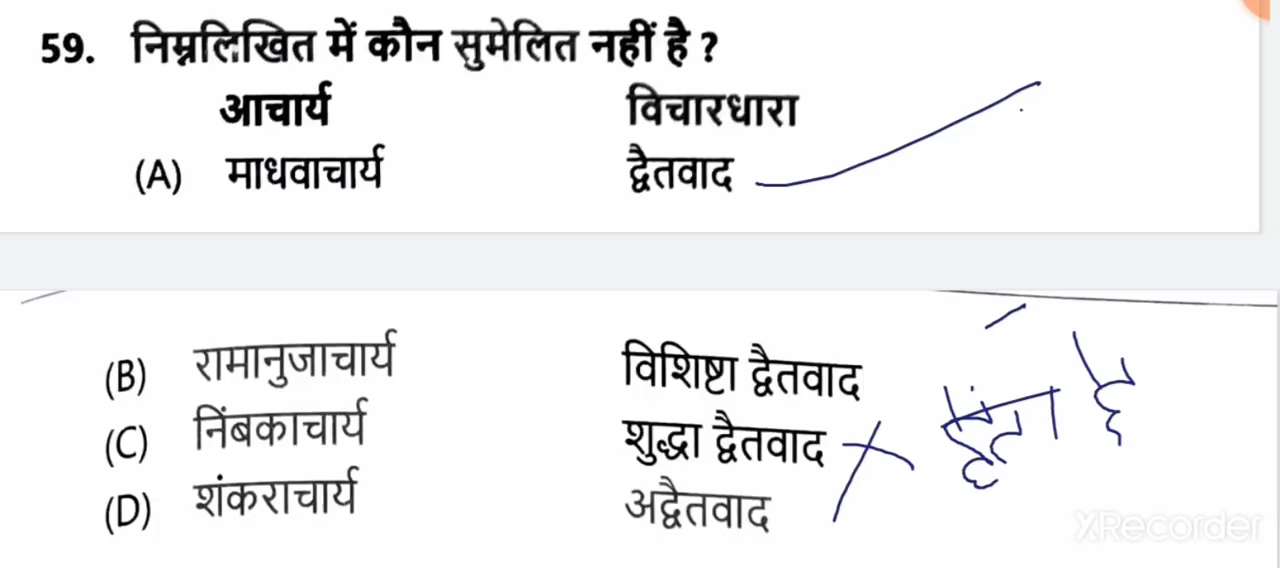 59. निम्नलिखित में कौन सुमेलित नहीं है ?
आचार्य विचारधारा
(A) माधवाचार्य द्वैतवाद
(B) रामानुजाचार्य विशिष्टा द्वैतवाद
(C) निंबकाचार्य शुद्धा द्वैतवाद
(D) शंकराचार्य अद्वैतवाद
XRecorder